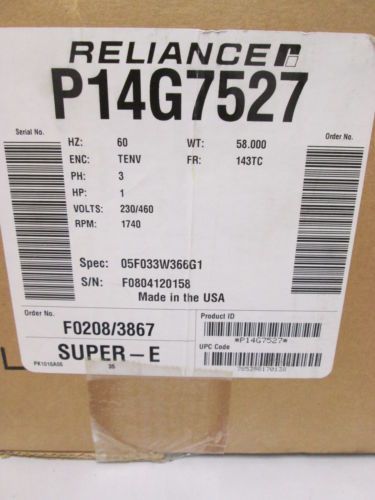 RELIANCE
P14G7527
Serial No.
Order No.
HZ: 60 WT: 58.000
ENC: TENV FR: 143TC
PH: 3
HP: 1
VOLTS: 230/460
RPM: 1740
Spec: 05F033W366G1
S/N: F0804120158
Made in the USA
Order No.
F0208/3867
Product ID
*P14G7527*
SUPER-E
UPC Code
PK1010A06 35